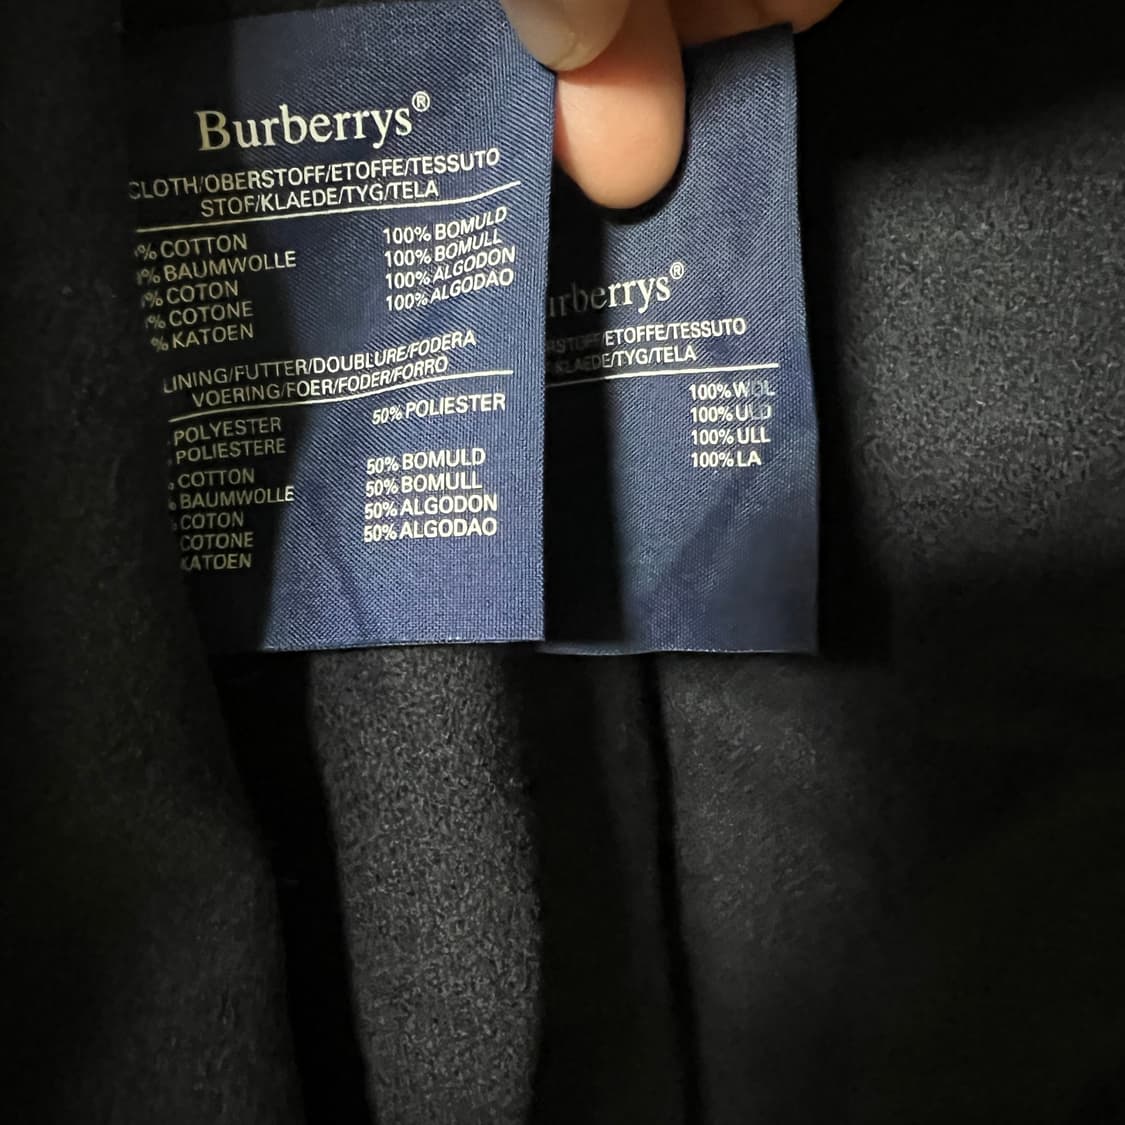 Burberrys®
CLOTH/OBERSTOFF/ETOFFE/TESSUTO
STOF/KLAEDE/TYG/TELA
% COTTON 100% BOMULD
% BAUMWOLLE 100% BOMULL
% COTON 100% ALGODON
% COTONE 100% ALGODAO
% KATOEN
LINING/FUTTER/DOUBLURE/FODERA
VOERING/FOER/FODER/FORRO
POLYESTER 50% POLIESTER
POLIESTERE
COTTON 50% BOMULD
BAUMWOLLE 50% BOMULL
COTON 50% ALGODON
COTONE 50% ALGODAO
KATOEN
urberrys®
/ETOFFE/TESSUTO
KLAEDE/TYG/TELA
100% WOL
100% ULD
100% ULL
100% LA